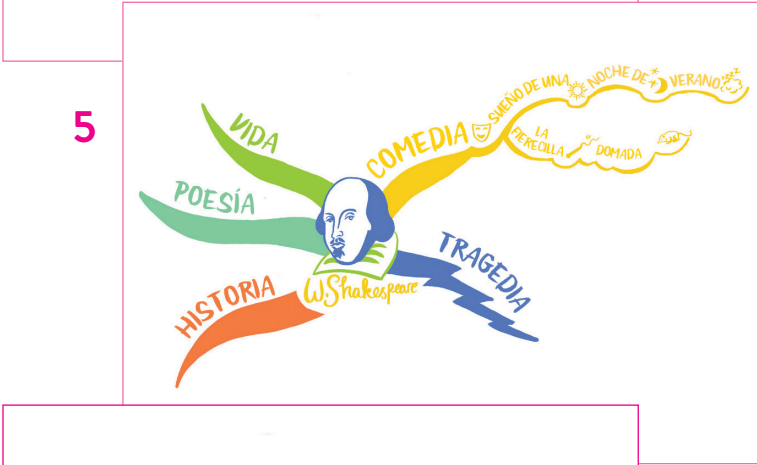 5
VIDA
POESÍA
HISTORIA
W. Shakespeare
COMEDIA
SUEÑO DE UNA NOCHE DE VERANO
LA
FIERECILLA DOMADA
TRAGEDIA